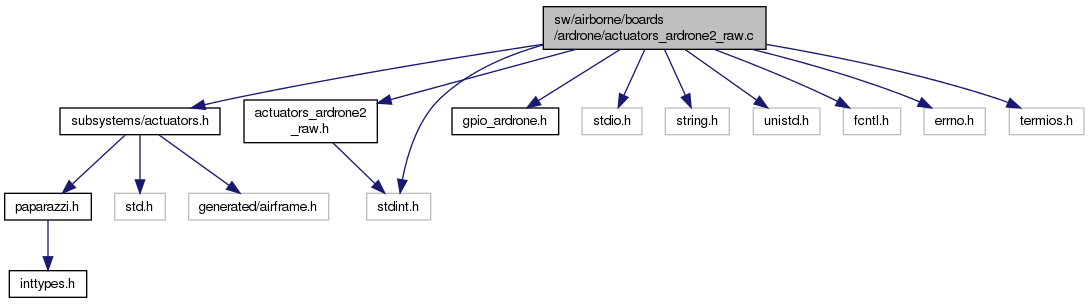 sw/airborne/boards
/ardrone/actuators_ardrone2_raw.c
subsystems/actuators.h
actuators_ardrone2
_raw.h
gpio_ardrone.h
stdio.h
string.h
unistd.h
fcntl.h
errno.h
termios.h
paparazzi.h
std.h
generated/airframe.h
stdint.h
inttypes.h